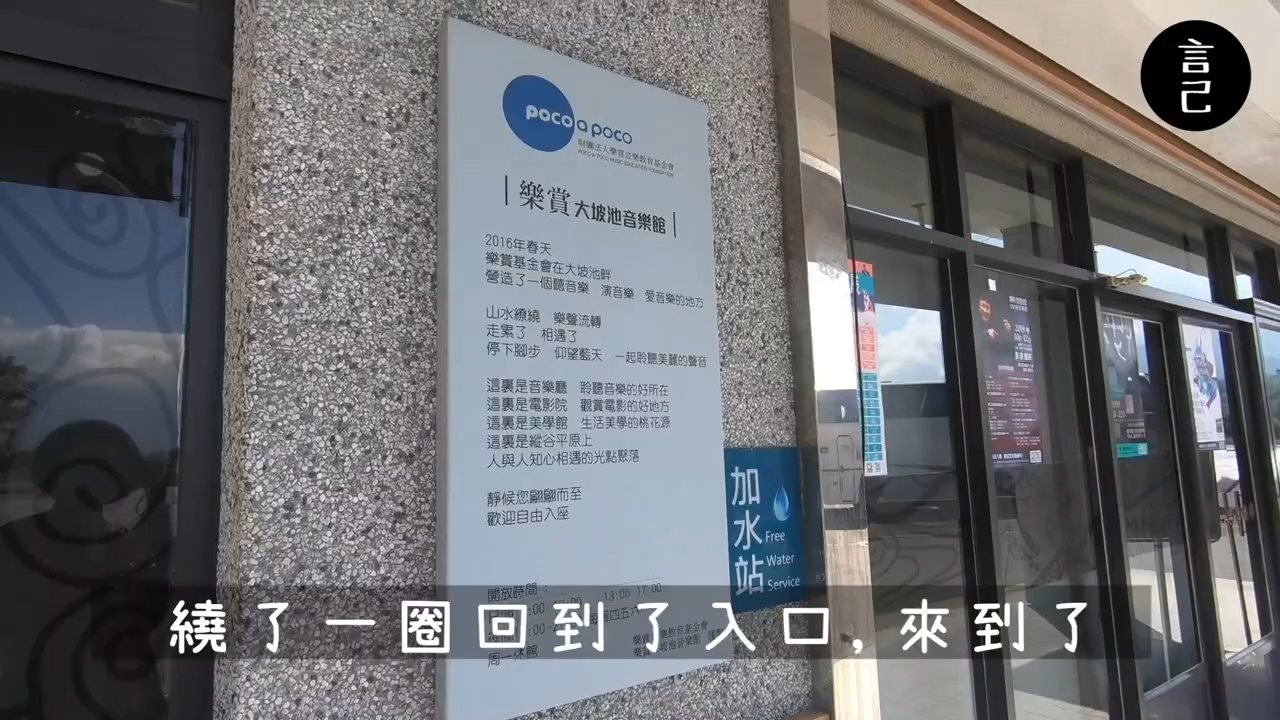 言己
poco a poco
財團法人樂賞音樂教育基金會
POCO A POCO MUSIC EDUCATION FOUNDATION
樂賞大坡池音樂館
2016年春天
樂賞基金會在大坡池畔
營造了一個聽音樂 演音樂 愛音樂的地方
山水繚繞 樂聲流轉
走累了 相遇了
停下腳步 仰望藍天 一起聆聽美麗的聲音
這裏是音樂廳 聆聽音樂的好所在
這裏是電影院 觀賞電影的好地方
這裏是美學館 生活美學的桃花源
這裏是縱谷平原上
人與人知心相遇的光點聚落
靜候您翩翩而至
歡迎自由入座
開放時間：
13:00-17:00
周一休館
加水站
Free
Water
Service
繞了一圈回到了入口,來到了